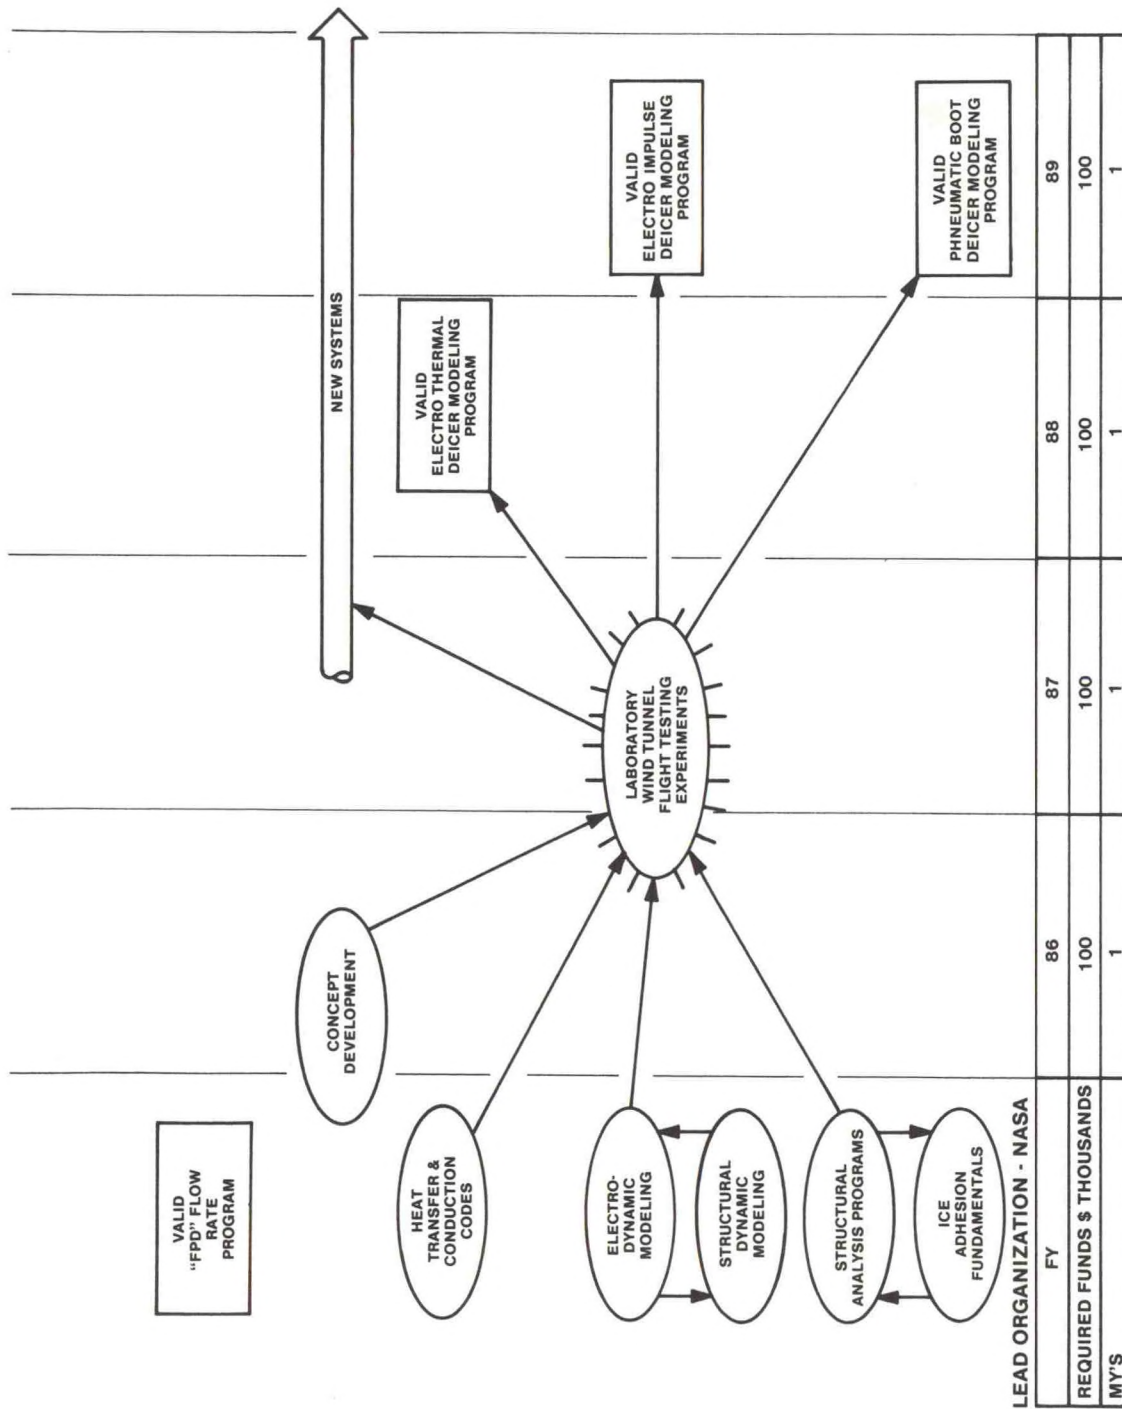 VALID
"FPD" FLOW
RATE
PROGRAM
CONCEPT
DEVELOPMENT
NEW SYSTEMS
HEAT
TRANSFER &
CONDUCTION
CODES
VALID
ELECTRO THERMAL
DEICER MODELING
PROGRAM
ELECTRO-
DYNAMIC
MODELING
STRUCTURAL
DYNAMIC
MODELING
LABORATORY
WIND TUNNEL
FLIGHT TESTING
EXPERIMENTS
VALID
ELECTRO IMPULSE
DEICER MODELING
PROGRAM
STRUCTURAL
ANALYSIS PROGRAMS
ICE
ADHESION
FUNDAMENTALS
VALID
PHNEUMATIC BOOT
DEICER MODELING
PROGRAM
LEAD ORGANIZATION - NASA
FY 86 87 88 89
REQUIRED FUNDS $ THOUSANDS 100 100 100 100
MY'S 1 1 1 1